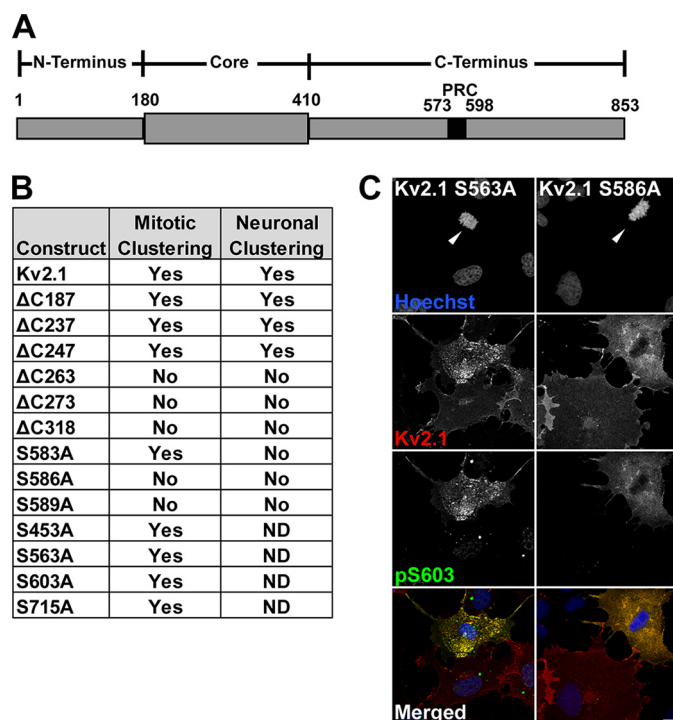 A
N-Terminus Core C-Terminus
PRC
1 180 410 573 598 853
B
Construct Mitotic Clustering Neuronal Clustering
Kv2.1 Yes Yes
ΔC187 Yes Yes
ΔC237 Yes Yes
ΔC247 Yes Yes
ΔC263 No No
ΔC273 No No
ΔC318 No No
S583A Yes No
S586A No No
S589A No No
S453A Yes ND
S563A Yes ND
S603A Yes ND
S715A Yes ND
C
Kv2.1 S563A Kv2.1 S586A
Hoechst
Kv2.1
pS603
Merged